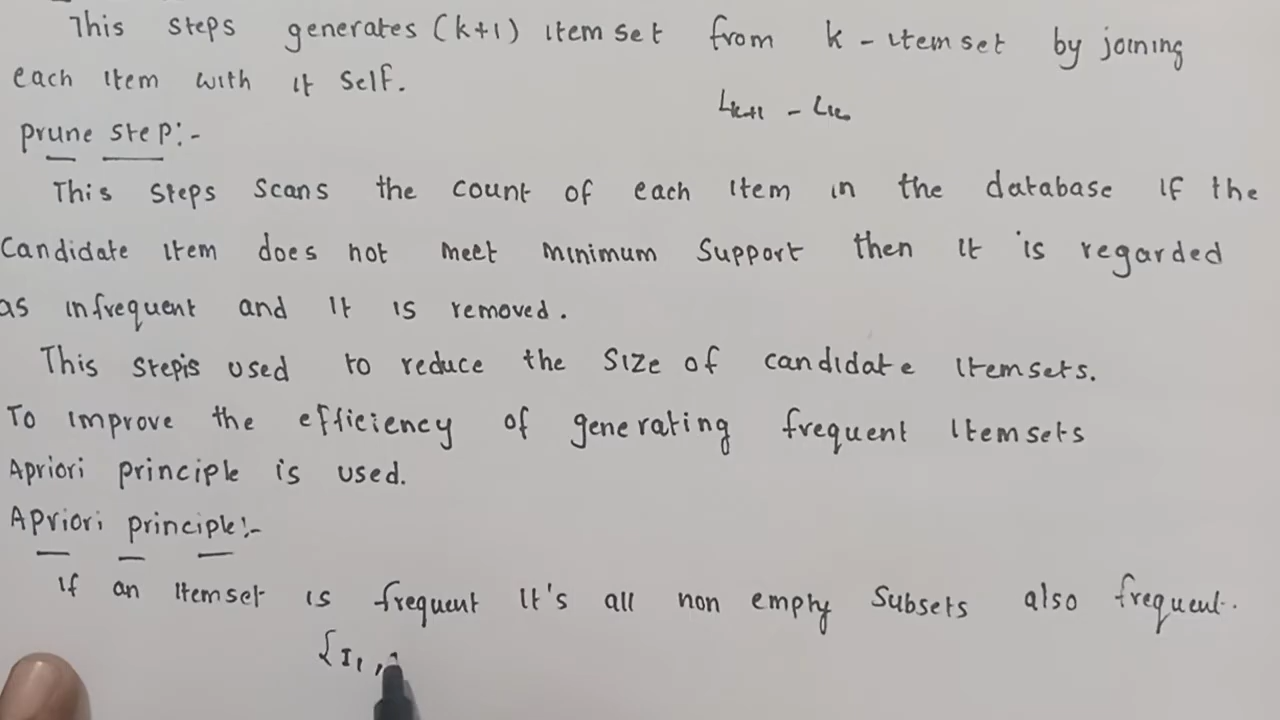 This steps generates (k+1) itemset from k-itemset by joining
each item with it self.
Lk+1 - Lk
prune step:-
This steps scans the count of each item in the database if the
candidate item does not meet minimum support then it is regarded
as infrequent and it is removed.
This step is used to reduce the size of candidate itemsets.
To improve the efficiency of generating frequent itemsets
Apriori principle is used.
Apriori principle:-
If an itemset is frequent it's all non empty subsets also frequent.
{I1,